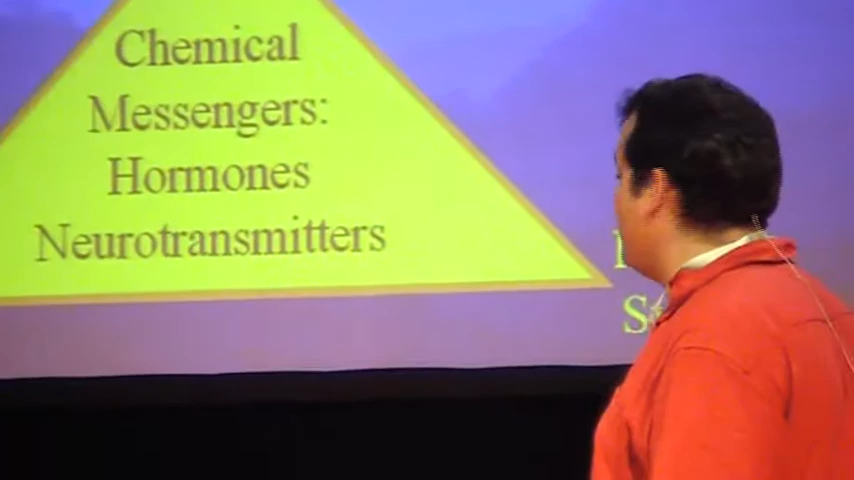 Chemical
Messengers:
Hormones
Neurotransmitters